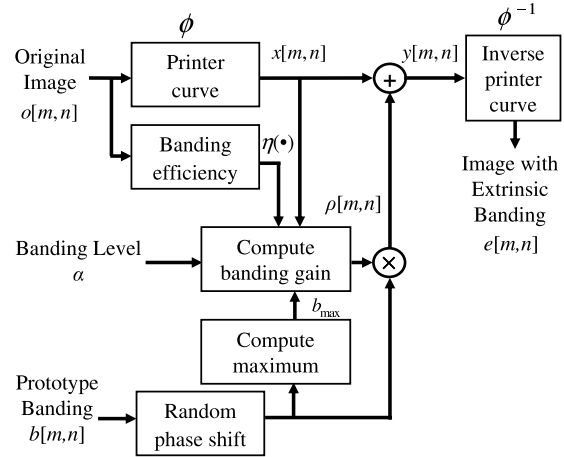 ϕ
ϕ⁻¹
Original
Image
o[m,n]
Printer
curve
x[m,n]
+
y[m,n]
Inverse
printer
curve
Banding
efficiency
η(•)
Image with
Extrinsic
Banding
e[m,n]
ρ[m,n]
Banding Level
α
Compute
banding gain
×
b_max
Compute
maximum
Prototype
Banding
b[m,n]
Random
phase shift